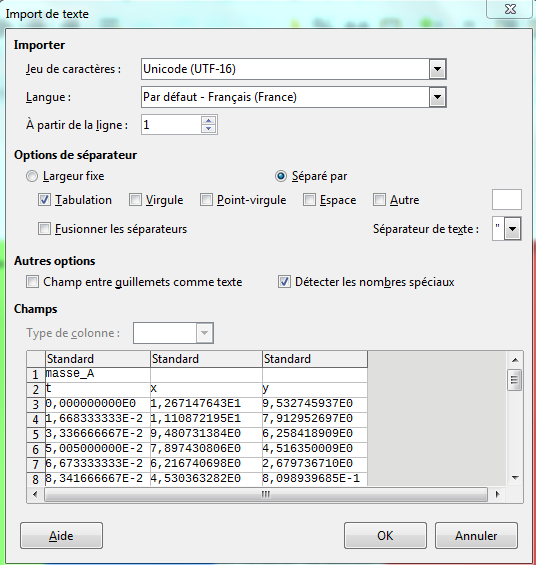 Import de texte
Importer
Jeu de caractères : Unicode (UTF-16)
Langue : Par défaut - Français (France)
À partir de la ligne : 1
Options de séparateur
Largeur fixe Séparé par
Tabulation Virgule Point-virgule Espace Autre
Fusionner les séparateurs Séparateur de texte : "
Autres options
Champ entre guillemets comme texte Détecter les nombres spéciaux
Champs
Type de colonne :
Standard Standard Standard
1 masse_A
2 t x y
3 0,000000000E0 1,267147643E1 9,532745937E0
4 1,668333333E-2 1,110872195E1 7,912952697E0
5 3,336666667E-2 9,480731384E0 6,258418909E0
6 5,005000000E-2 7,897430806E0 4,516350009E0
7 6,673333333E-2 6,216740698E0 2,679736710E0
8 8,341666667E-2 4,530363282E0 8,098939685E-1
Aide OK Annuler